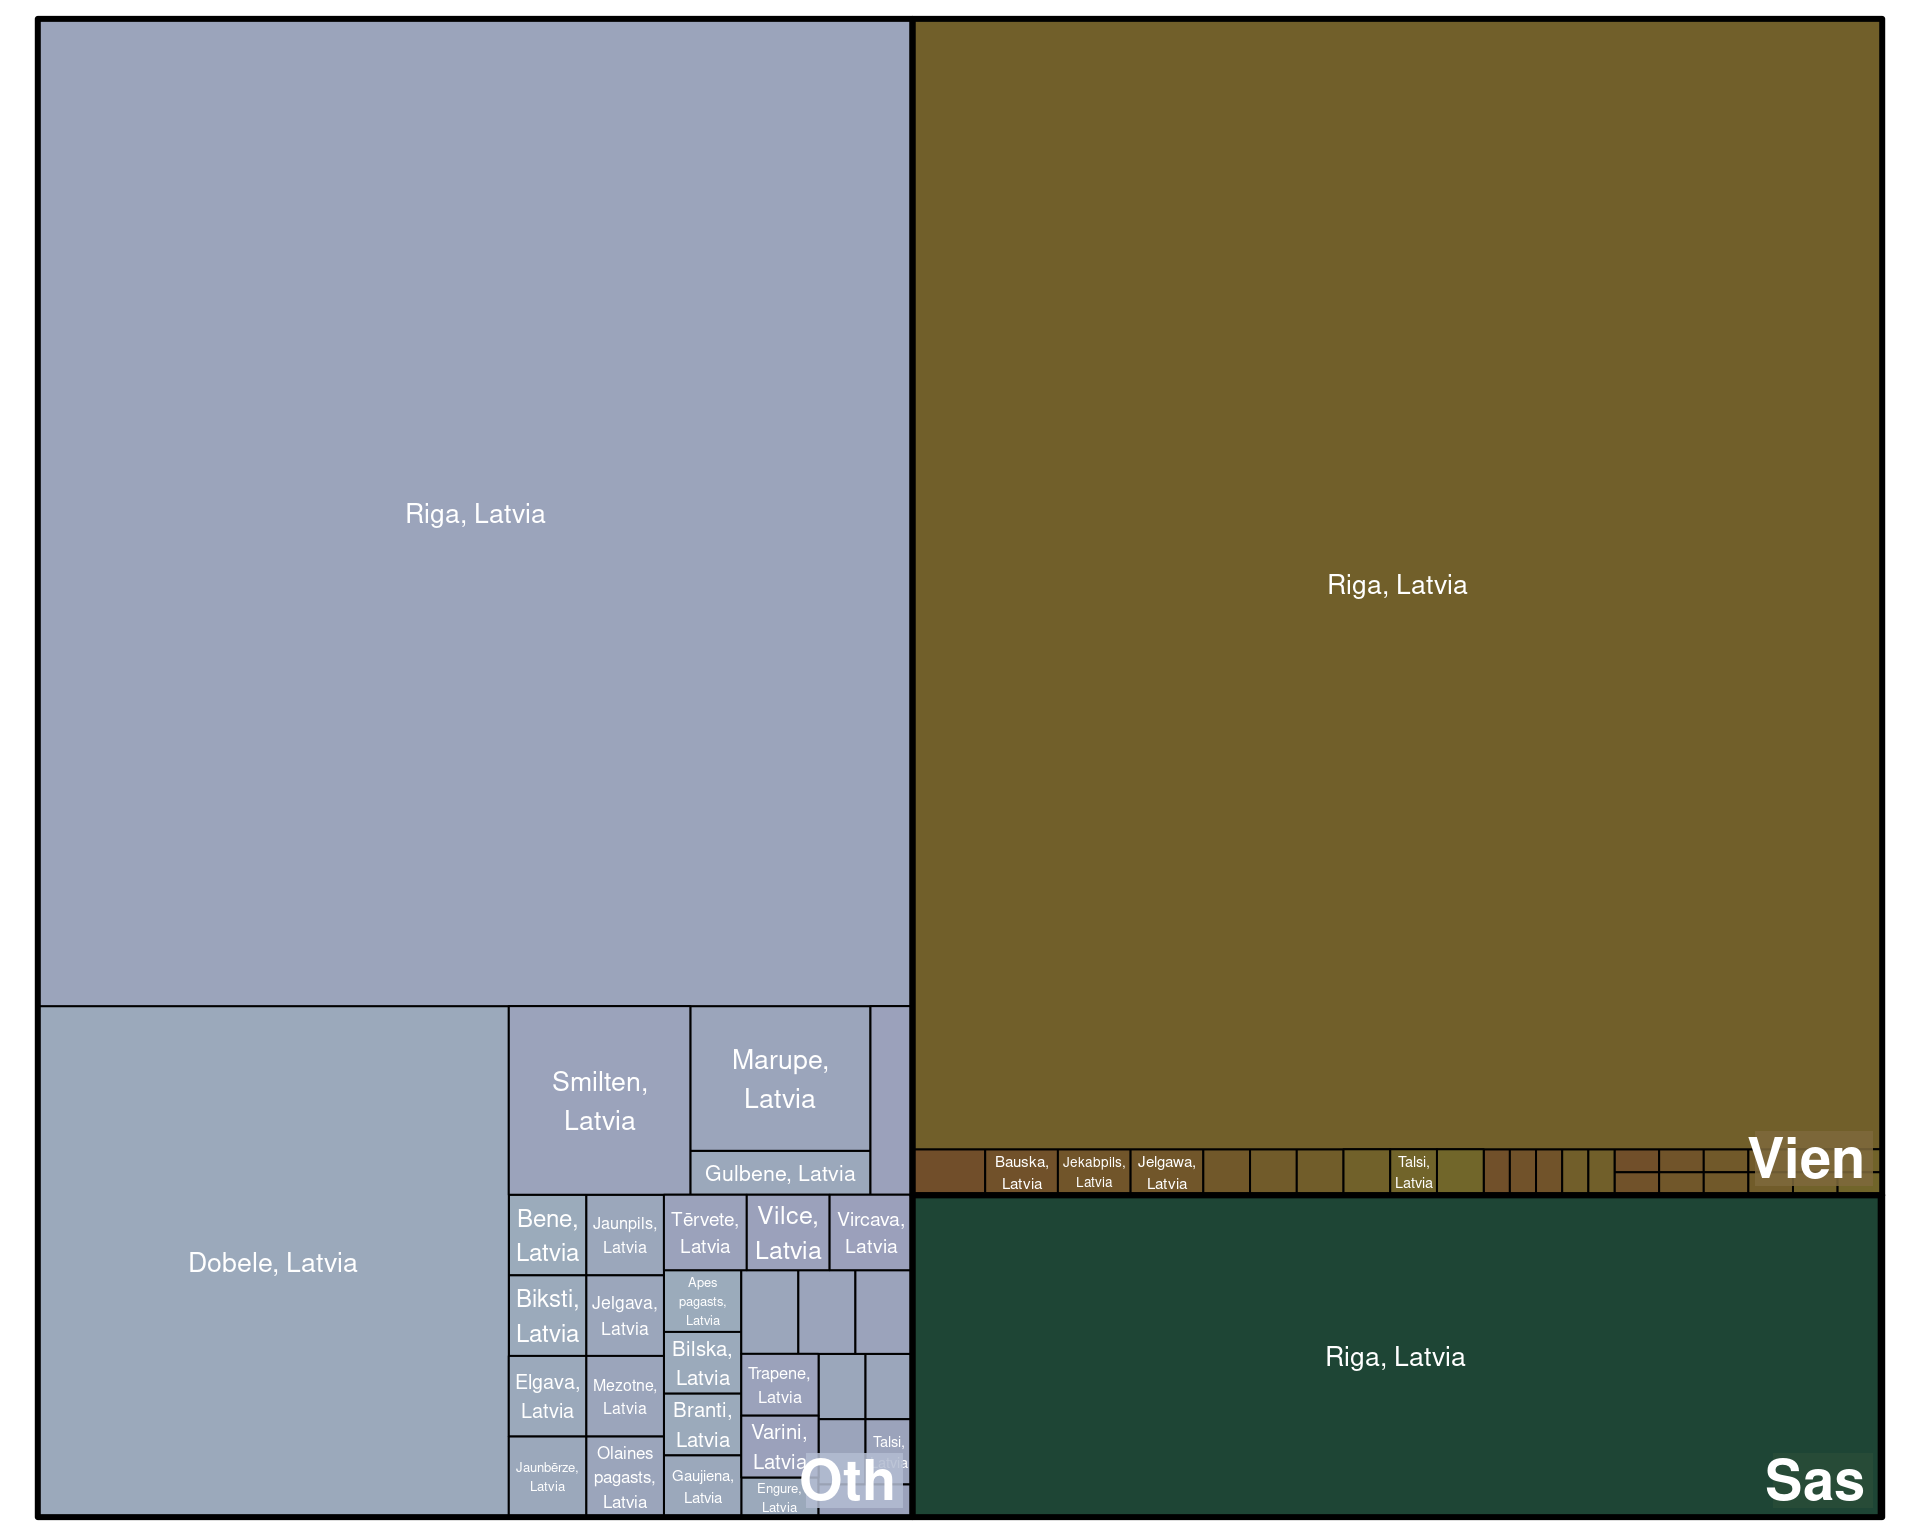 Riga, Latvia
Dobele, Latvia
Smilten,
Latvia
Marupe,
Latvia
Gulbene, Latvia
Bene,
Latvia
Jaunpils,
Latvia
Tērvete,
Latvia
Vilce,
Latvia
Vircava,
Latvia
Biksti,
Latvia
Jelgava,
Latvia
Apes
pagasts,
Latvia
Bilska,
Latvia
Elgava,
Latvia
Mezotne,
Latvia
Branti,
Latvia
Trapene,
Latvia
Varini,
Latvia
Jaunbērze,
Latvia
Olaines
pagasts,
Latvia
Gaujiena,
Latvia
Engure,
Latvia
Talsi,
Latvia
Oth
Riga, Latvia
Bauska,
Latvia
Jekabpils,
Latvia
Jelgawa,
Latvia
Talsi,
Latvia
Vien
Riga, Latvia
Sas